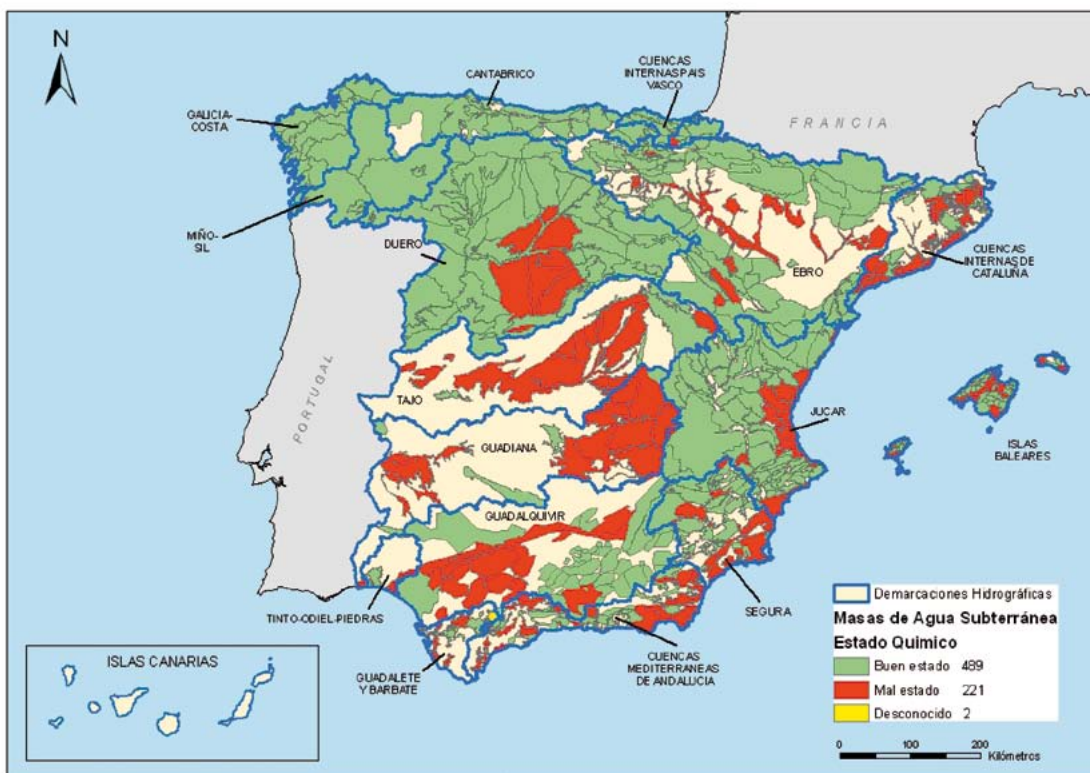 N
CANTABRICO
CUENCAS
INTERNAS PAIS
VASCO
GALICIA-
COSTA
FRANCIA
MIÑO-
SIL
DUERO
EBRO
CUENCAS
INTERNAS DE
CATALUÑA
PORTUGAL
TAJO
JUCAR
ISLAS
BALEARES
GUADIANA
GUADALQUIVIR
TINTO-ODIEL-PIEDRAS
SEGURA
GUADALETE
Y BARBATE
CUENCAS
MEDITERRANEAS
DE ANDALUCIA
ISLAS CANARIAS
Demarcaciones Hidrográficas
Masas de Agua Subterránea
Estado Químico
Buen estado 489
Mal estado 221
Desconocido 2
0 100 200
Kilómetros